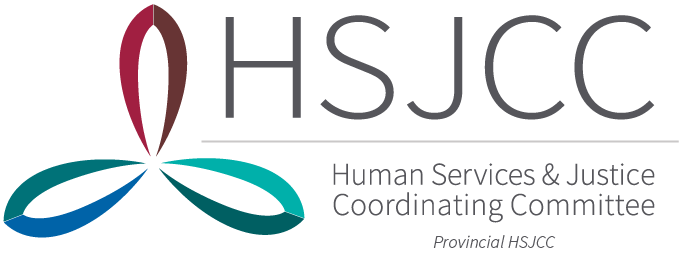 HSJCC
Human Services & Justice
Coordinating Committee
Provincial HSJCC